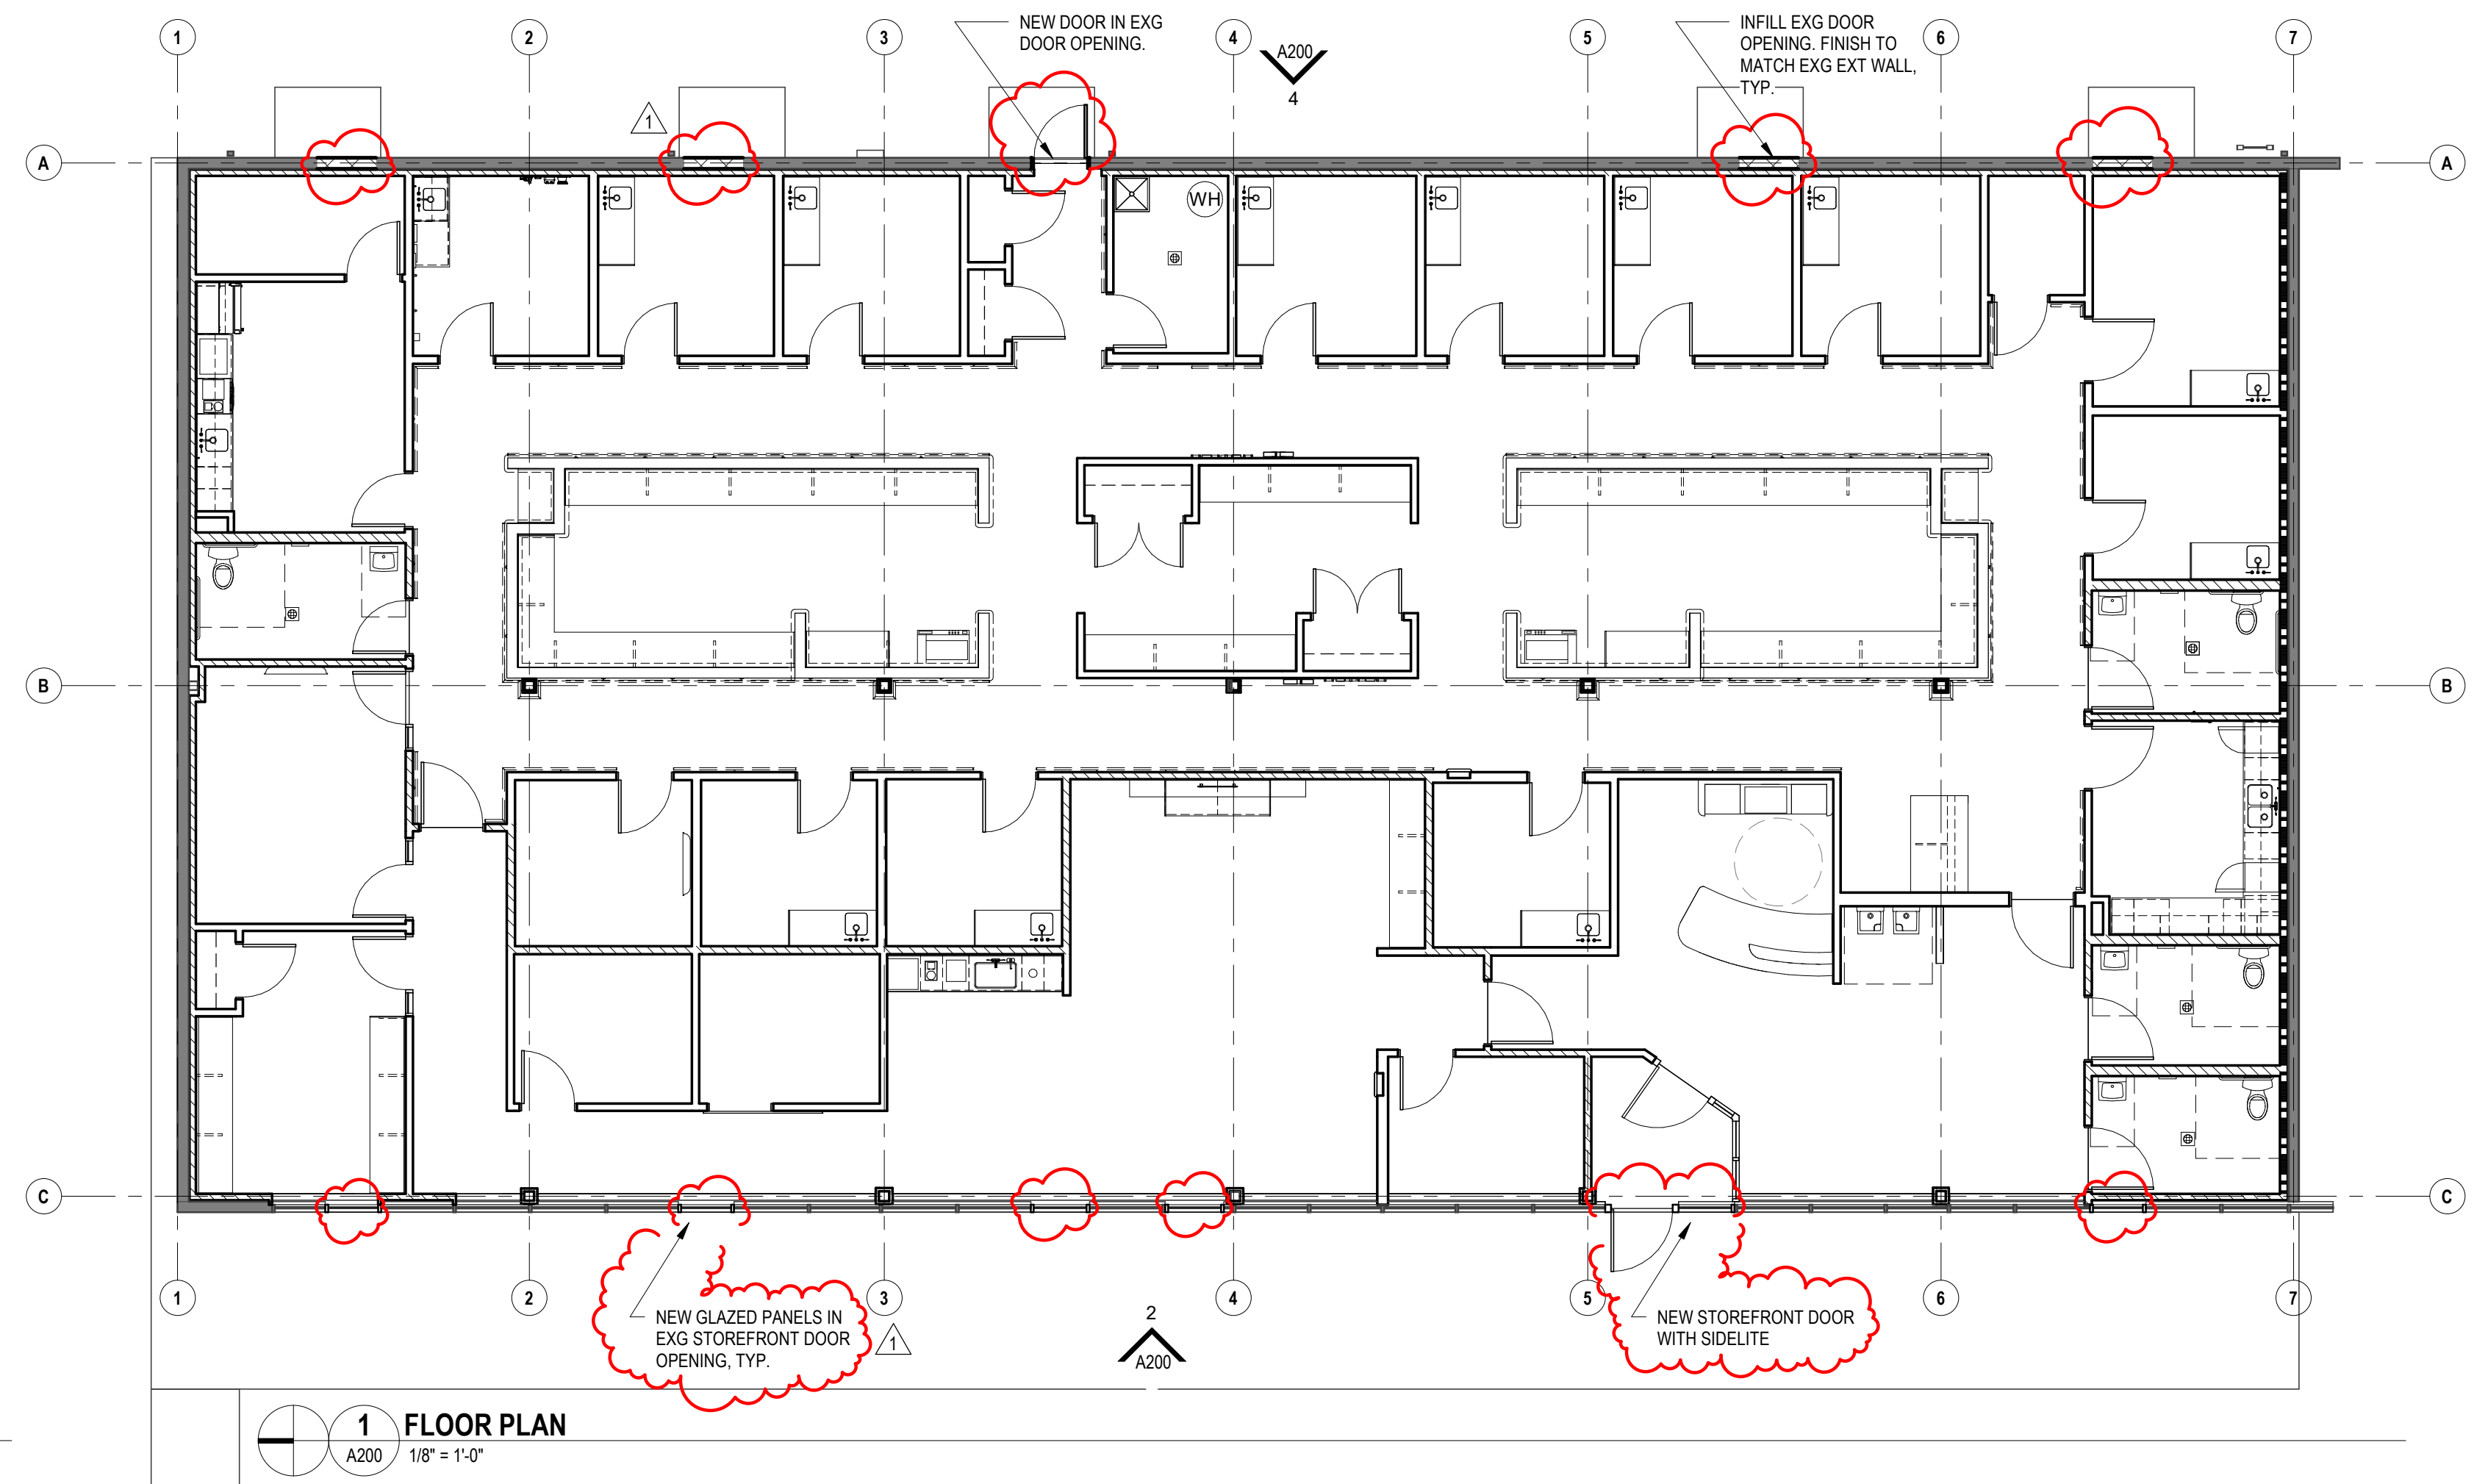 1
2
3
4
5
6
7
NEW DOOR IN EXG
DOOR OPENING.
A200
4
INFILL EXG DOOR
OPENING. FINISH TO
MATCH EXG EXT WALL,
TYP.
1
A
A
WH
B
B
C
C
1
2
3
4
5
6
7
NEW GLAZED PANELS IN
EXG STOREFRONT DOOR
OPENING, TYP.
1
2
A200
NEW STOREFRONT DOOR
WITH SIDELITE
1
A200
FLOOR PLAN
1/8" = 1'-0"